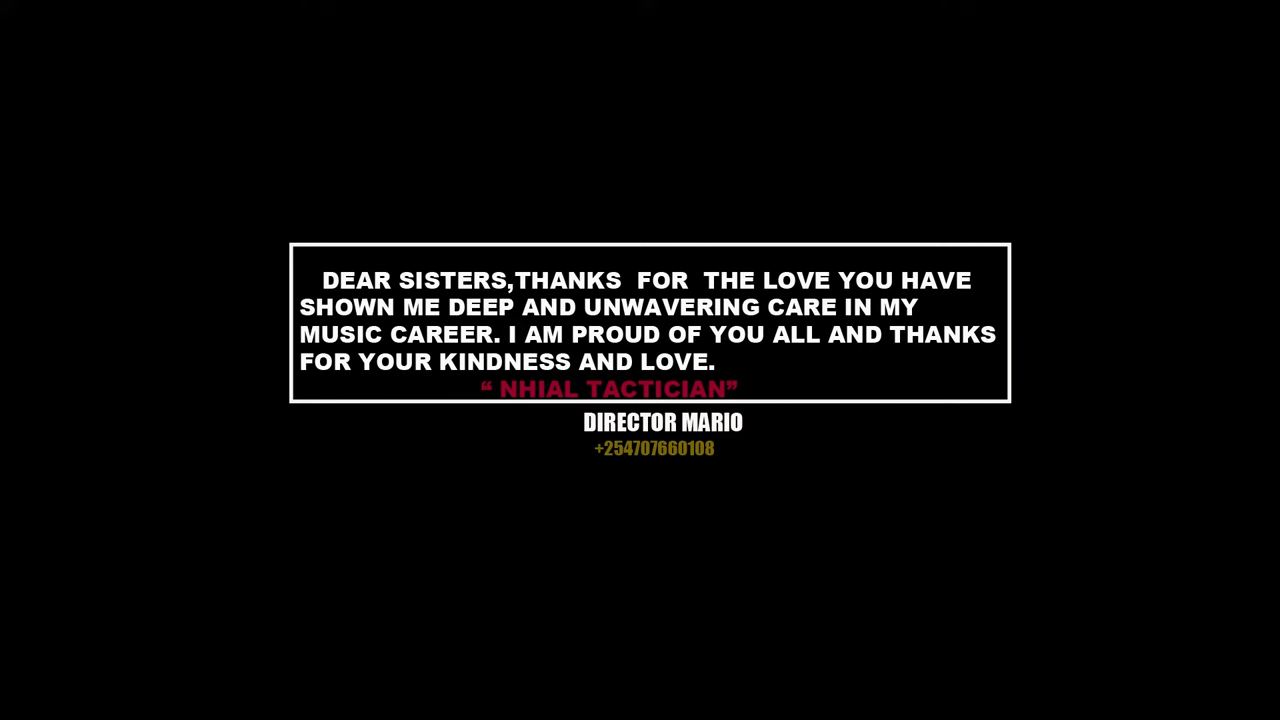 DEAR SISTERS,THANKS FOR THE LOVE YOU HAVE
SHOWN ME DEEP AND UNWAVERING CARE IN MY
MUSIC CAREER. I AM PROUD OF YOU ALL AND THANKS
FOR YOUR KINDNESS AND LOVE.
“ NHIAL TACTICIAN”
DIRECTOR MARIO
+254707660108